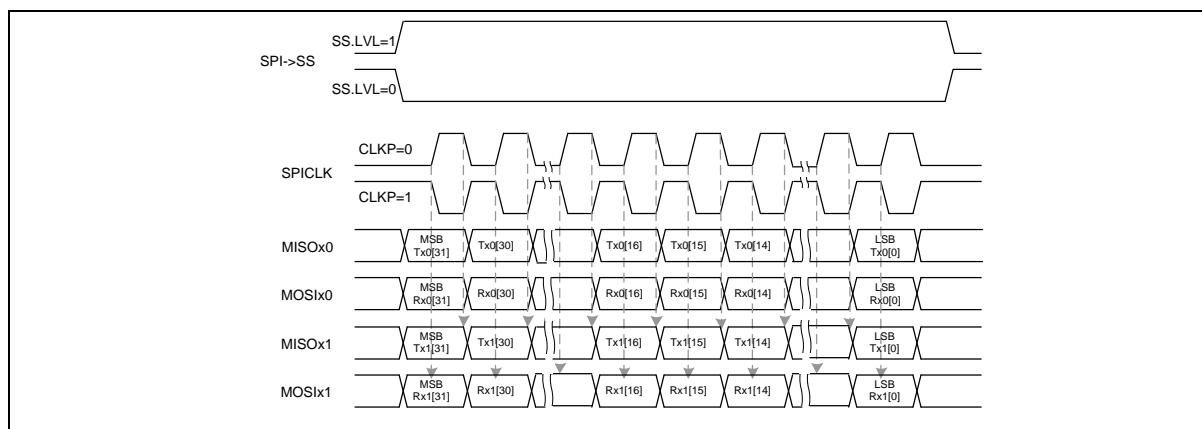 SS.LVL=1
SPI->SS
SS.LVL=0
CLKP=0
SPICLK
CLKP=1
MISOx0
MSB
Tx0[31]
Tx0[30]
Tx0[16]
Tx0[15]
Tx0[14]
LSB
Tx0[0]
MOSIx0
MSB
Rx0[31]
Rx0[30]
Rx0[16]
Rx0[15]
Rx0[14]
LSB
Rx0[0]
MISOx1
MSB
Tx1[31]
Tx1[30]
Tx1[16]
Tx1[15]
Tx1[14]
LSB
Tx1[0]
MOSIx1
MSB
Rx1[31]
Rx1[30]
Rx1[16]
Rx1[15]
Rx1[14]
LSB
Rx1[0]